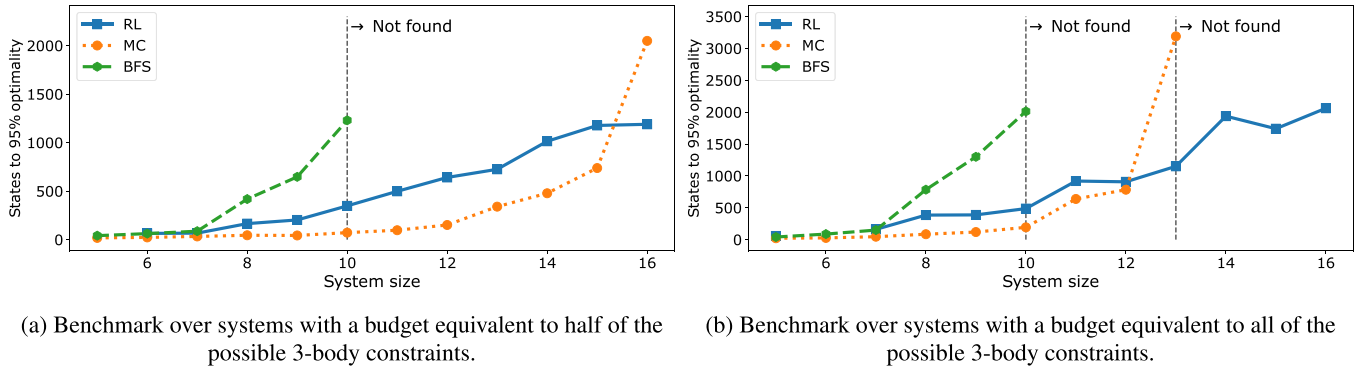 RL
MC
BFS
→ Not found
States to 95% optimality
2000
1500
1000
500
0
6
8
10
12
14
16
System size
(a) Benchmark over systems with a budget equivalent to half of the
possible 3-body constraints.
RL
MC
BFS
→ Not found
→ Not found
States to 95% optimality
3500
3000
2500
2000
1500
1000
500
0
6
8
10
12
14
16
System size
(b) Benchmark over systems with a budget equivalent to all of the
possible 3-body constraints.